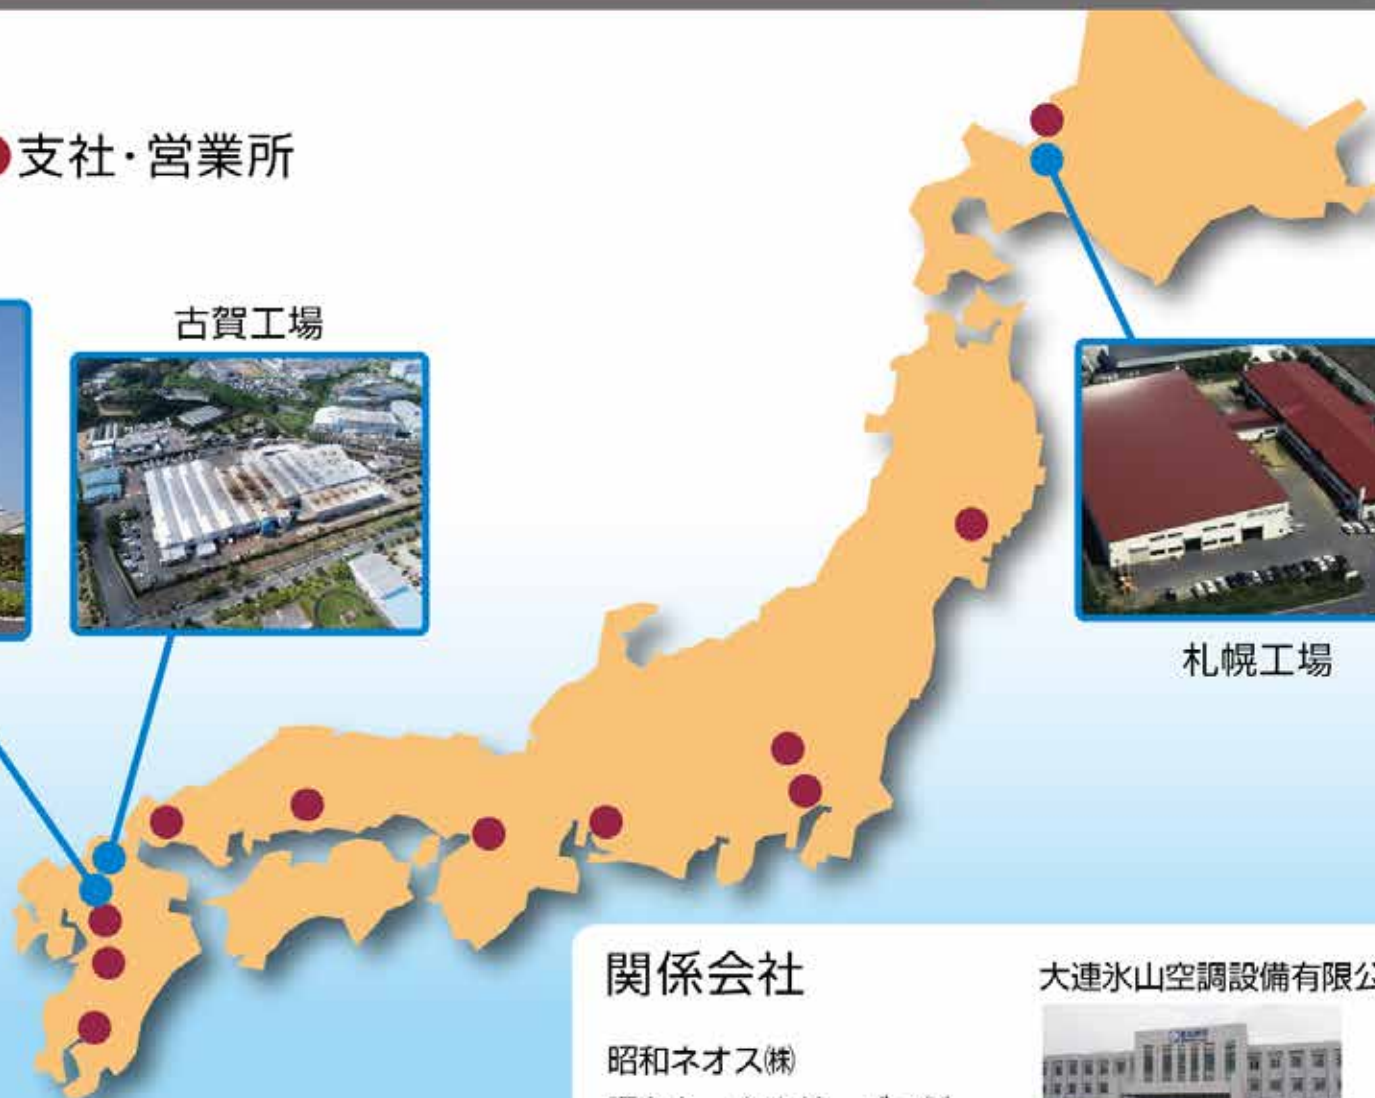 支社・営業所
古賀工場
札幌工場
関係会社
大連氷山空調設備有限公
昭和ネオス㈱